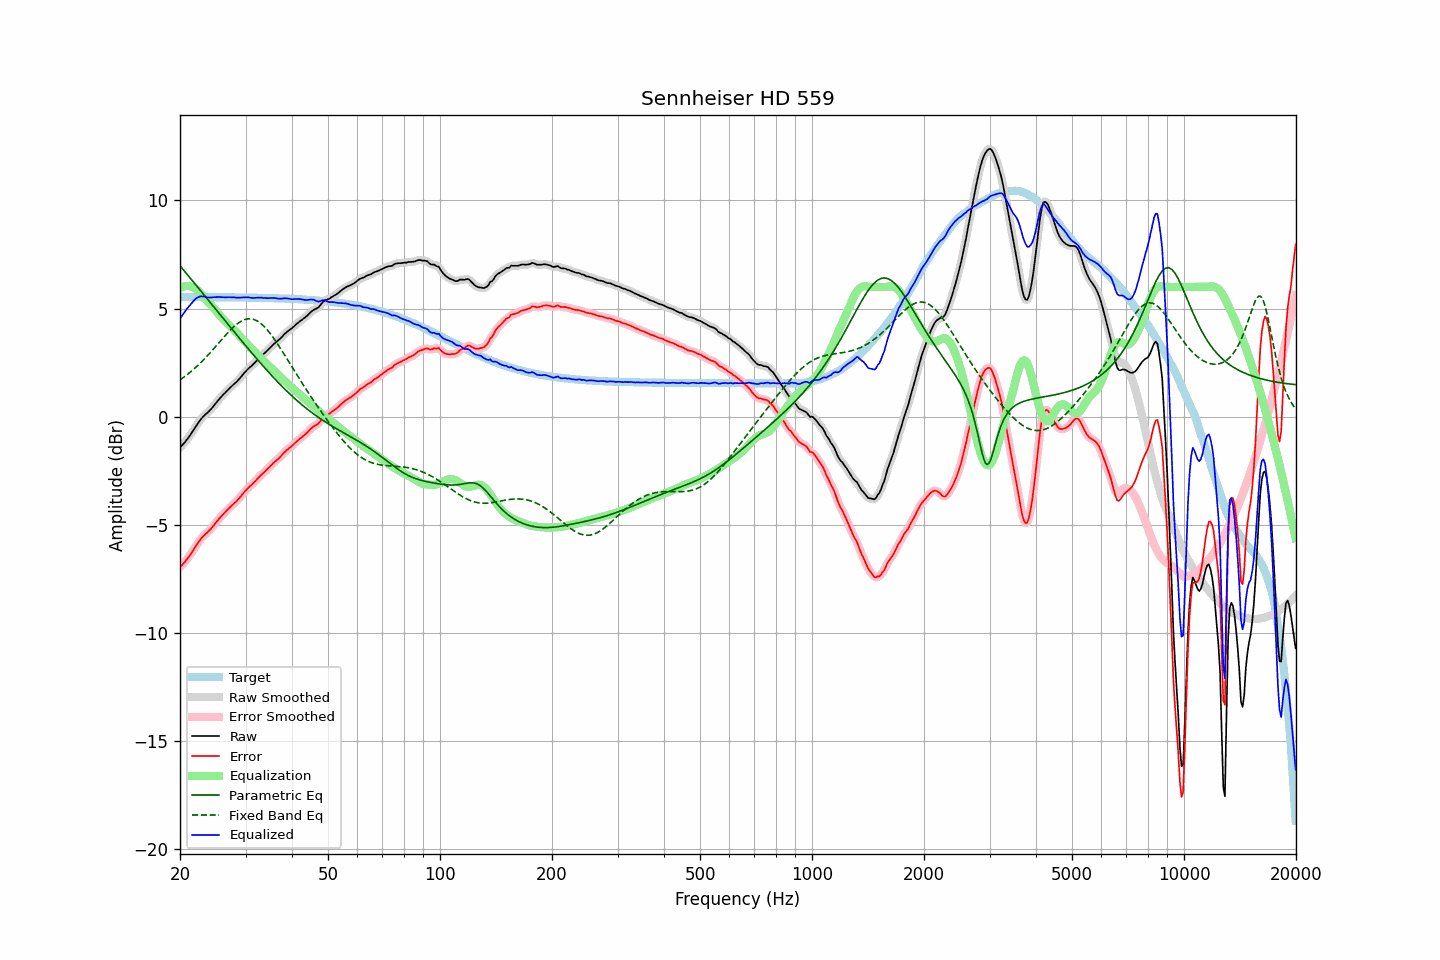 Sennheiser HD 559
Amplitude (dBr)
10
5
0
−5
−10
−15
−20
Target
Raw Smoothed
Error Smoothed
Raw
Error
Equalization
Parametric Eq
Fixed Band Eq
Equalized
20 50 100 200 500 1000 2000 5000 10000 20000
Frequency (Hz)